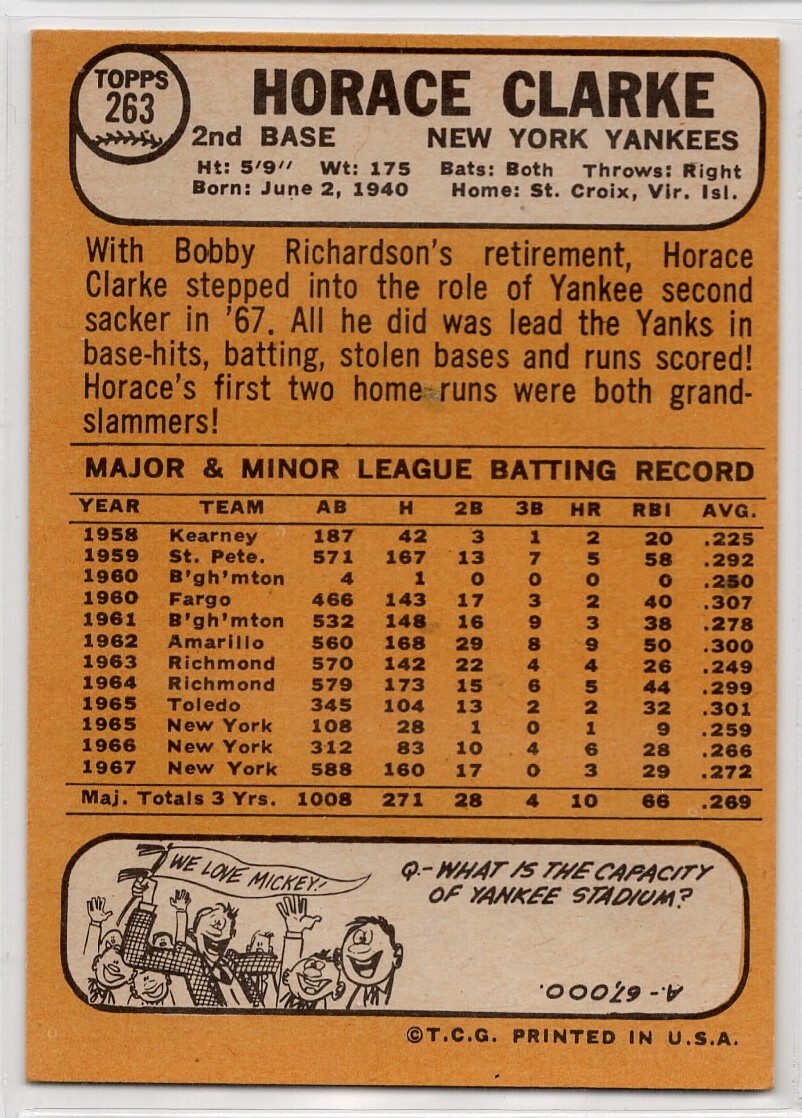 TOPPS
263
HORACE CLARKE
2nd BASE NEW YORK YANKEES
Ht: 5'9" Wt: 175 Bats: Both Throws: Right
Born: June 2, 1940 Home: St. Croix, Vir. Isl.
With Bobby Richardson's retirement, Horace
Clarke stepped into the role of Yankee second
sacker in '67. All he did was lead the Yanks in
base-hits, batting, stolen bases and runs scored!
Horace's first two home runs were both grand-
slammers!
MAJOR & MINOR LEAGUE BATTING RECORD
YEAR TEAM AB H 2B 3B HR RBI AVG.
1958 Kearney 187 42 3 1 2 20 .225
1959 St. Pete. 571 167 13 7 5 58 .292
1960 B'gh'mton 4 1 0 0 0 0 .250
1960 Fargo 466 143 17 3 2 40 .307
1961 B'gh'mton 532 148 16 9 3 38 .278
1962 Amarillo 560 168 29 8 9 50 .300
1963 Richmond 570 142 22 4 4 26 .249
1964 Richmond 579 173 15 6 5 44 .299
1965 Toledo 345 104 13 2 2 32 .301
1965 New York 108 28 1 0 1 9 .259
1966 New York 312 83 10 4 6 28 .266
1967 New York 588 160 17 0 3 29 .272
Maj. Totals 3 Yrs. 1008 271 28 4 10 66 .269
WE LOVE MICKEY!
Q.-WHAT IS THE CAPACITY
OF YANKEE STADIUM?
A.-67,000.
©T.C.G. PRINTED IN U.S.A.